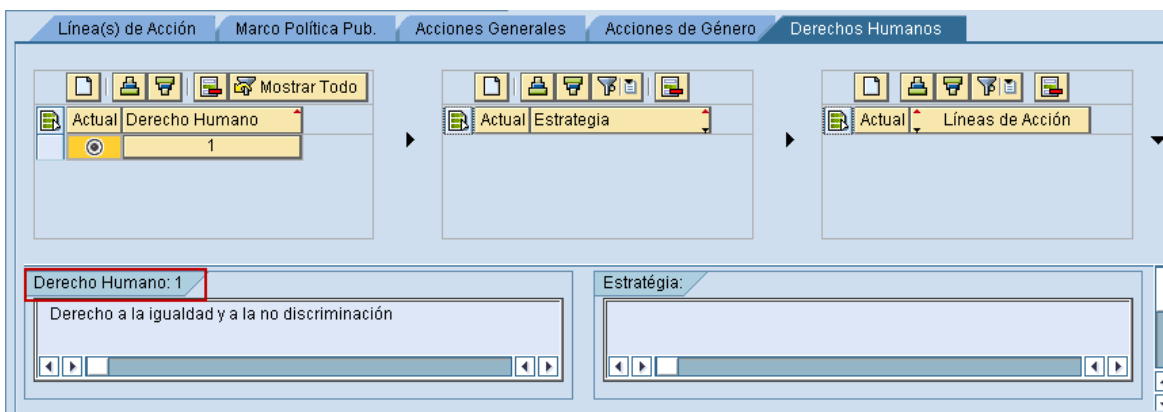 Línea(s) de Acción Marco Política Pub. Acciones Generales Acciones de Género Derechos Humanos
Mostrar Todo
Actual Derecho Humano
1
Actual Estrategia
Actual Líneas de Acción
Derecho Humano: 1
Derecho a la igualdad y a la no discriminación
Estratégia: